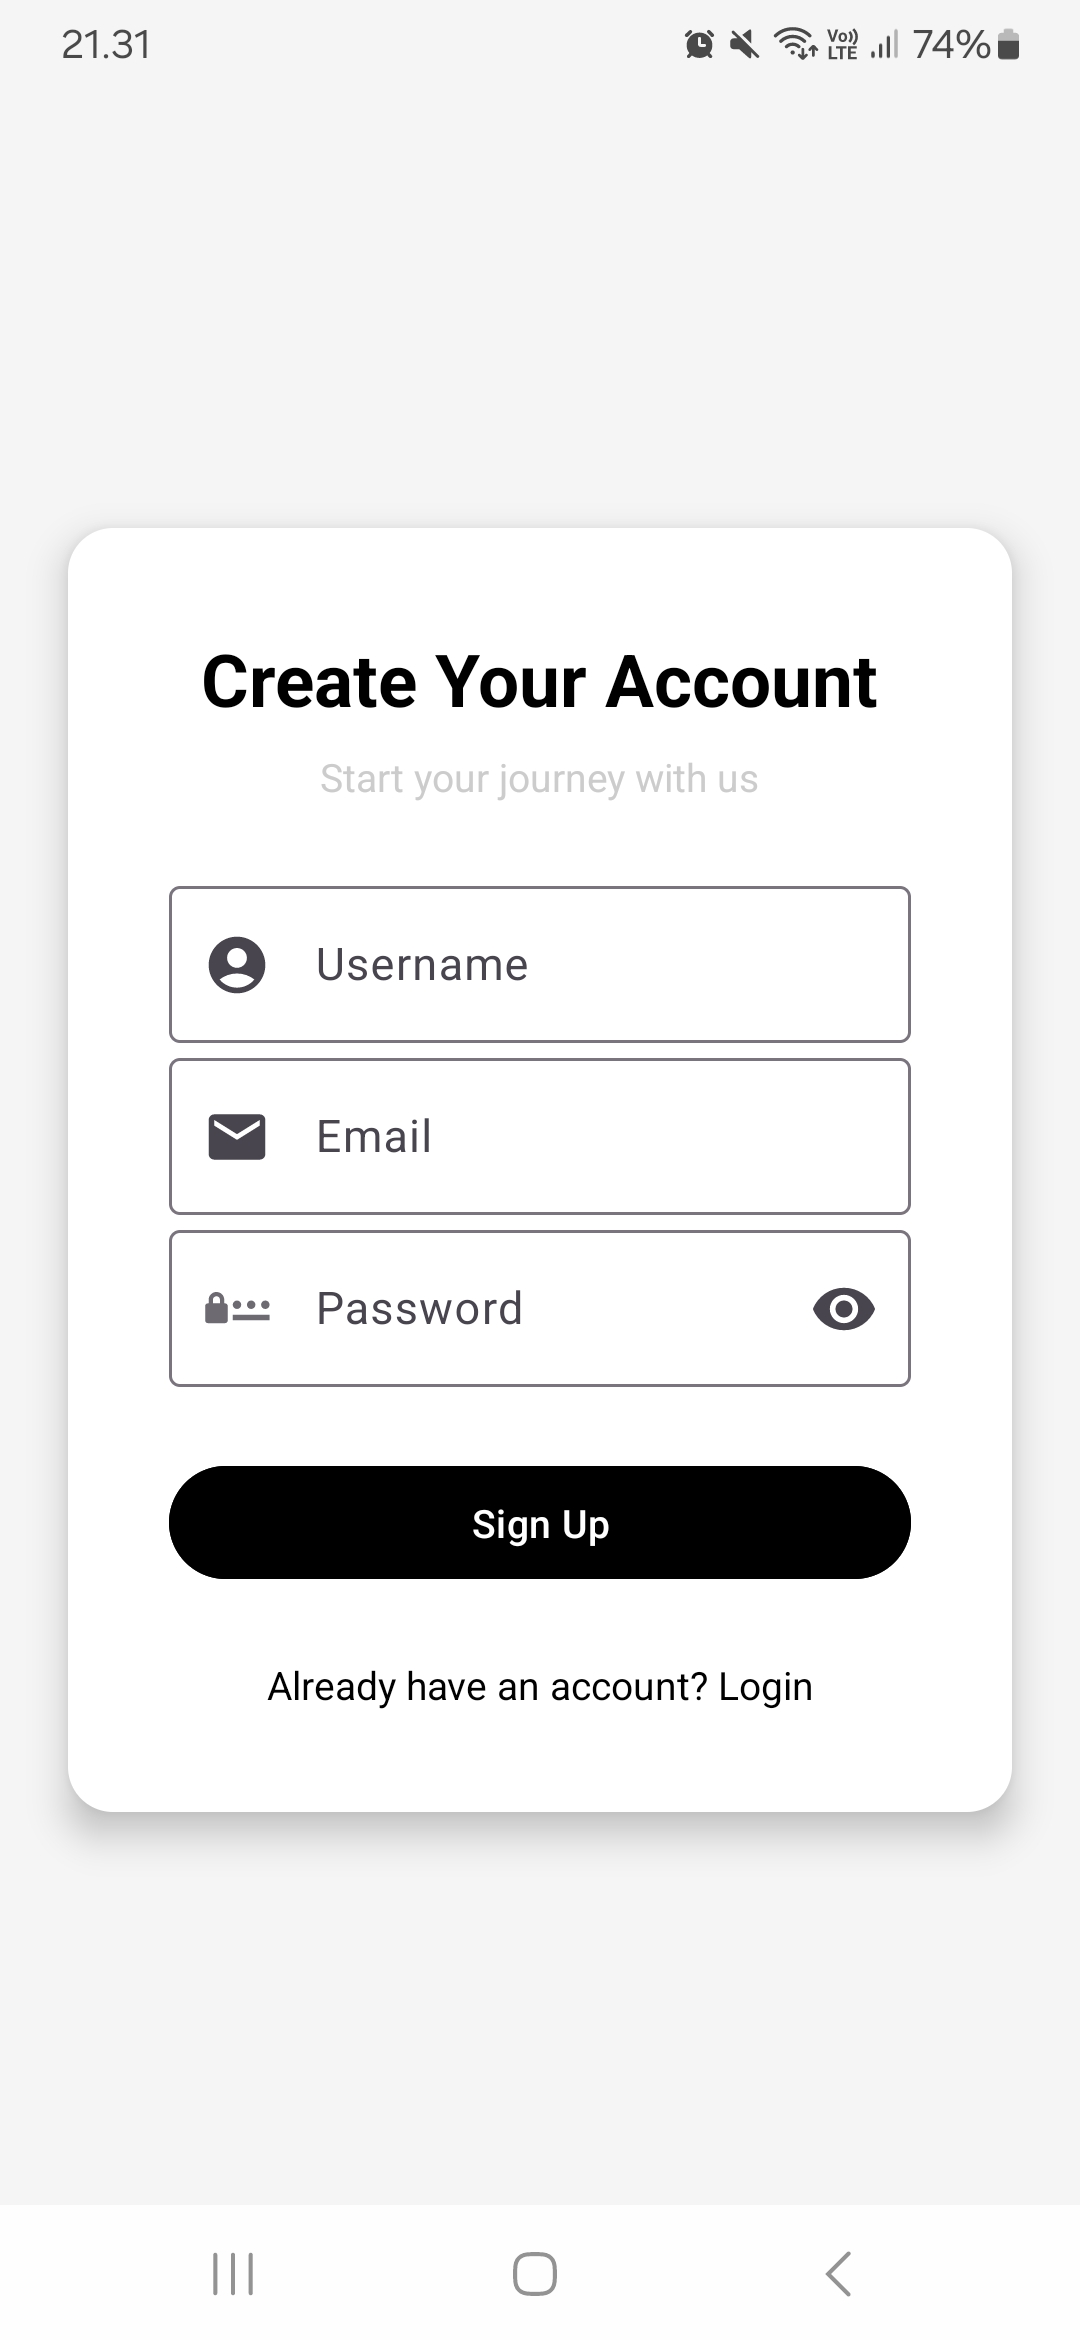 21.31 Vo)) LTE 74%
Create Your Account
Start your journey with us
Username
Email
Password
Sign Up
Already have an account? Login